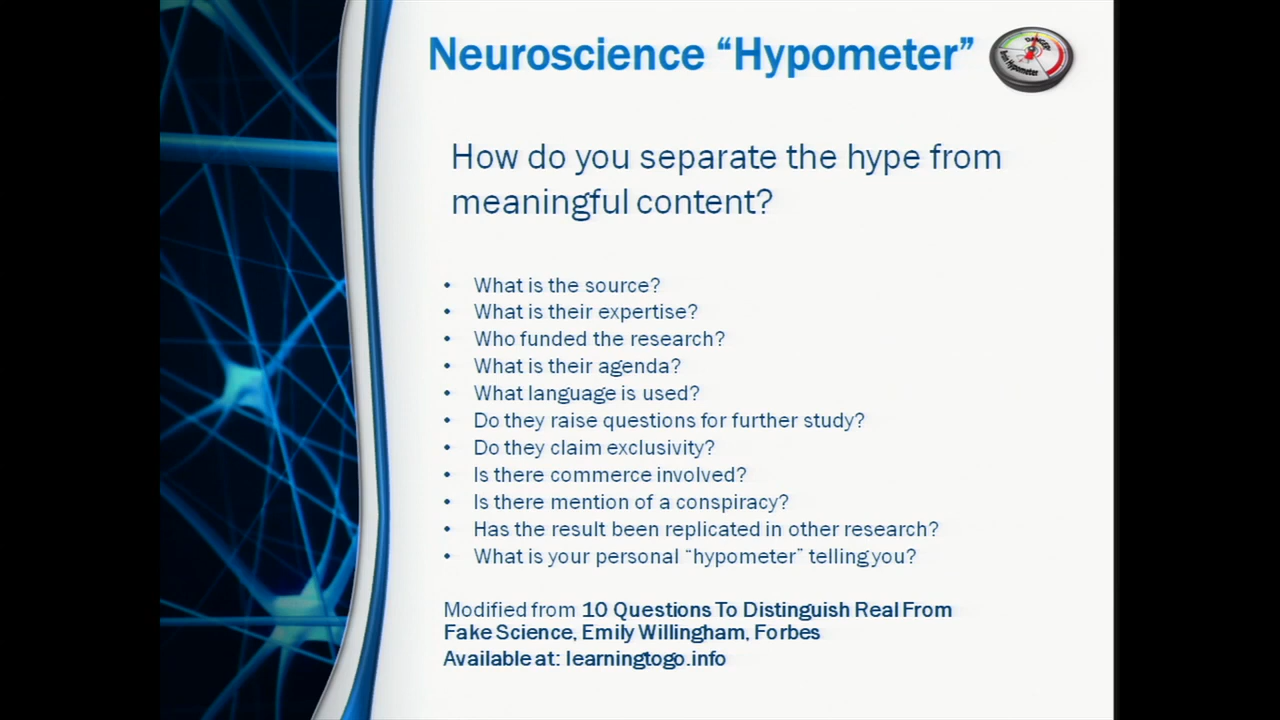 Neuroscience “Hypometer”
How do you separate the hype from
meaningful content?
• What is the source?
• What is their expertise?
• Who funded the research?
• What is their agenda?
• What language is used?
• Do they raise questions for further study?
• Do they claim exclusivity?
• Is there commerce involved?
• Is there mention of a conspiracy?
• Has the result been replicated in other research?
• What is your personal “hypometer” telling you?
Modified from 10 Questions To Distinguish Real From
Fake Science, Emily Willingham, Forbes
Available at: learningtogo.info